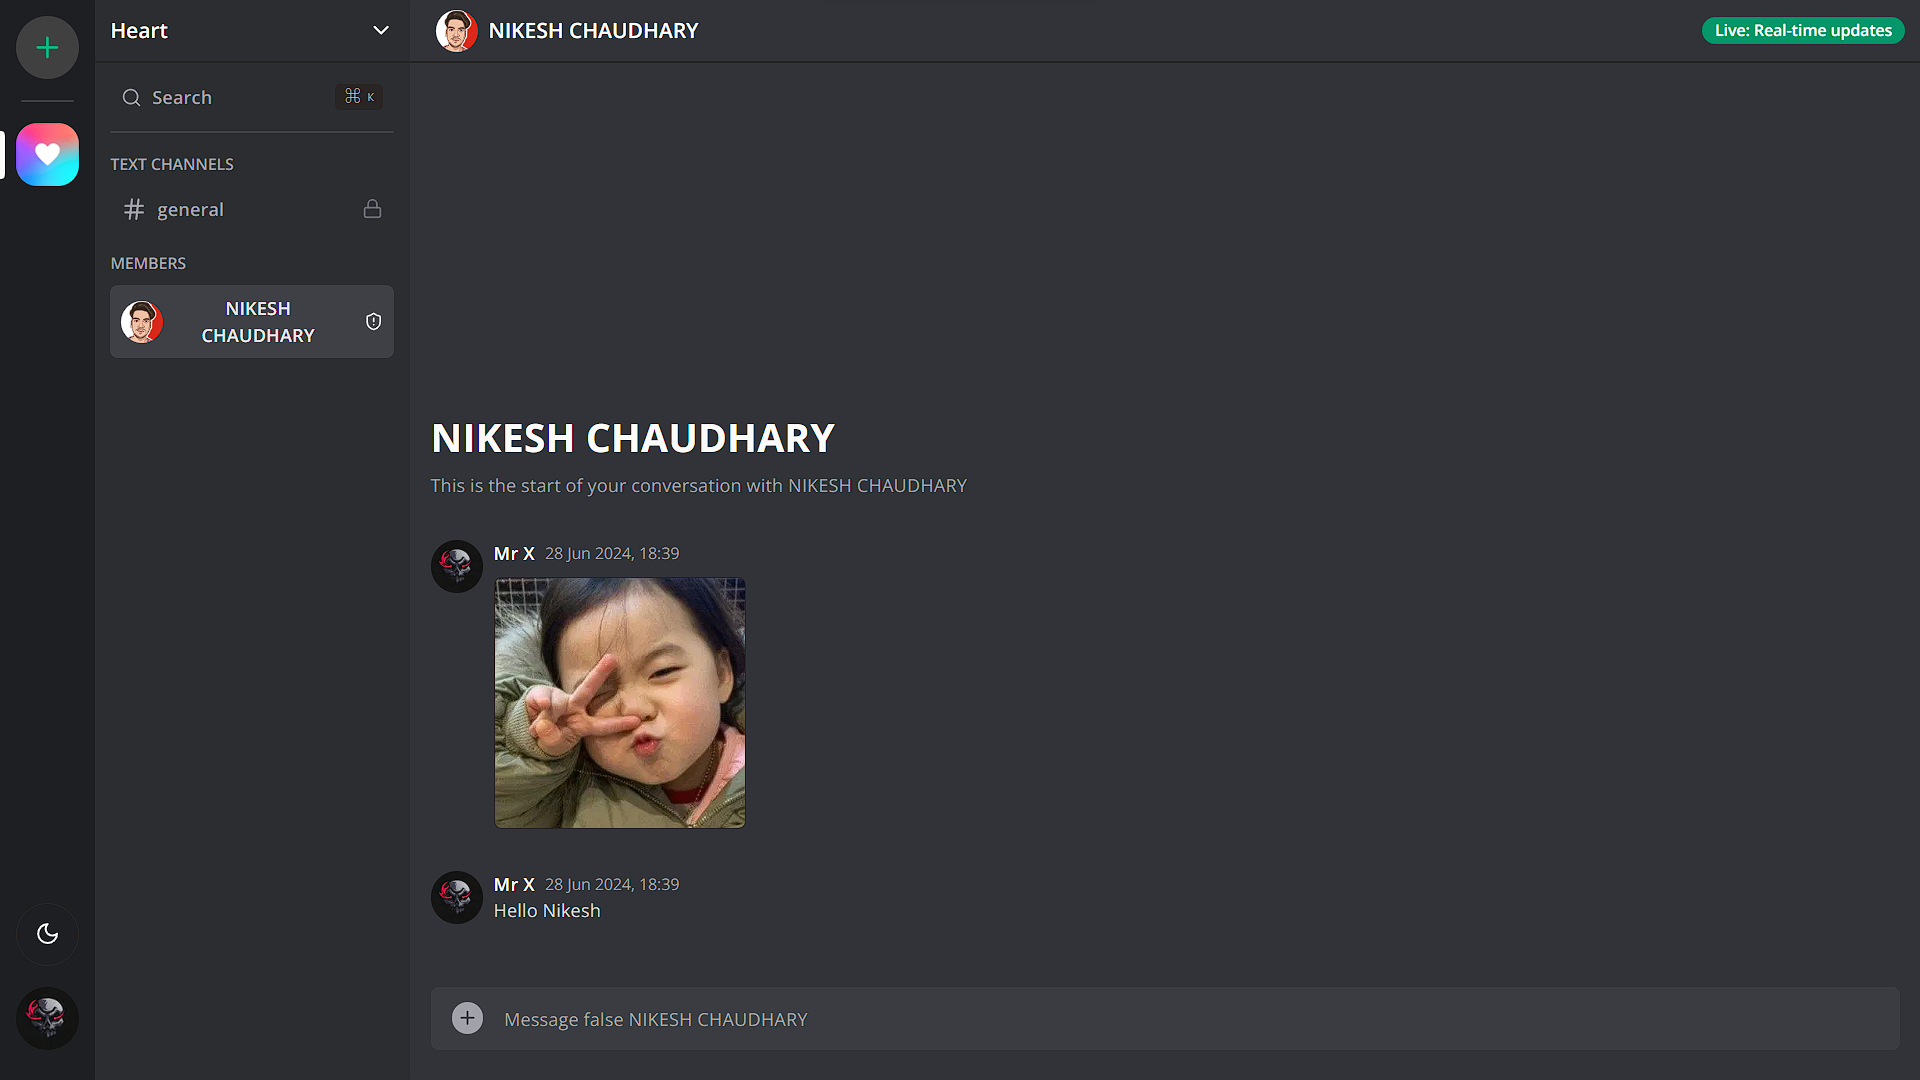 Heart
Search
⌘ K
TEXT CHANNELS
general
MEMBERS
NIKESH
CHAUDHARY
NIKESH CHAUDHARY
Live: Real-time updates
NIKESH CHAUDHARY
This is the start of your conversation with NIKESH CHAUDHARY
Mr X 28 Jun 2024, 18:39
Mr X 28 Jun 2024, 18:39
Hello Nikesh
Message false NIKESH CHAUDHARY